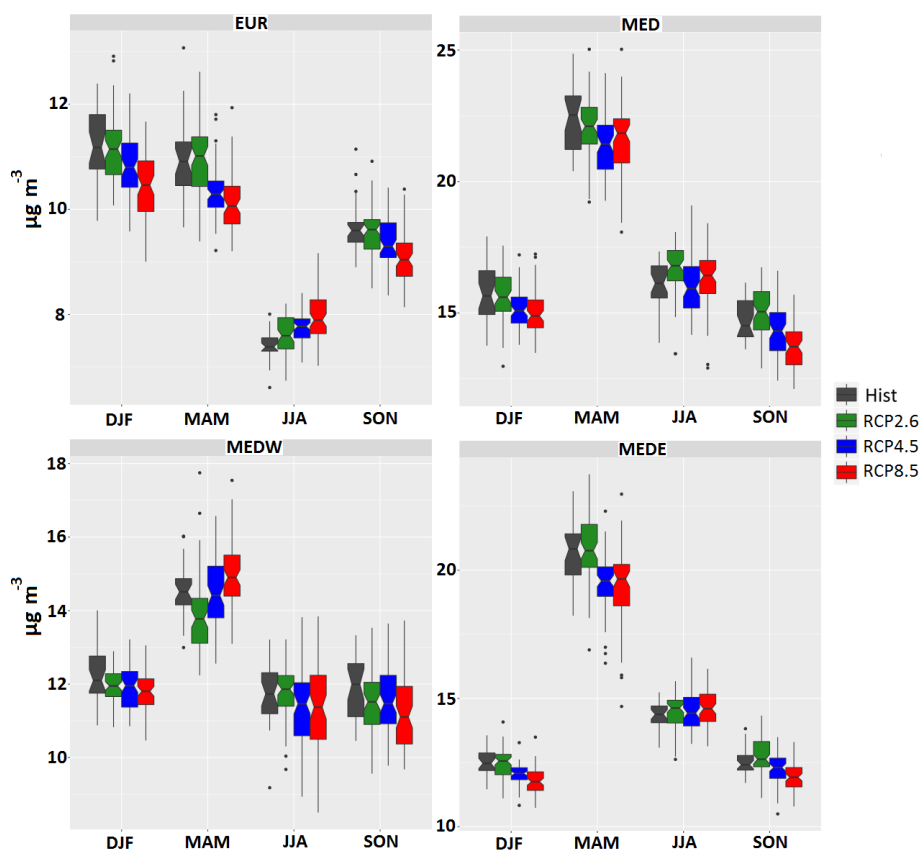 EUR
MED
12
10
8
µg m-3
25
20
15
DJF MAM JJA SON
DJF MAM JJA SON
Hist
RCP2.6
RCP4.5
RCP8.5
MEDW
MEDE
18
16
14
12
10
µg m-3
20
15
10
DJF MAM JJA SON
DJF MAM JJA SON